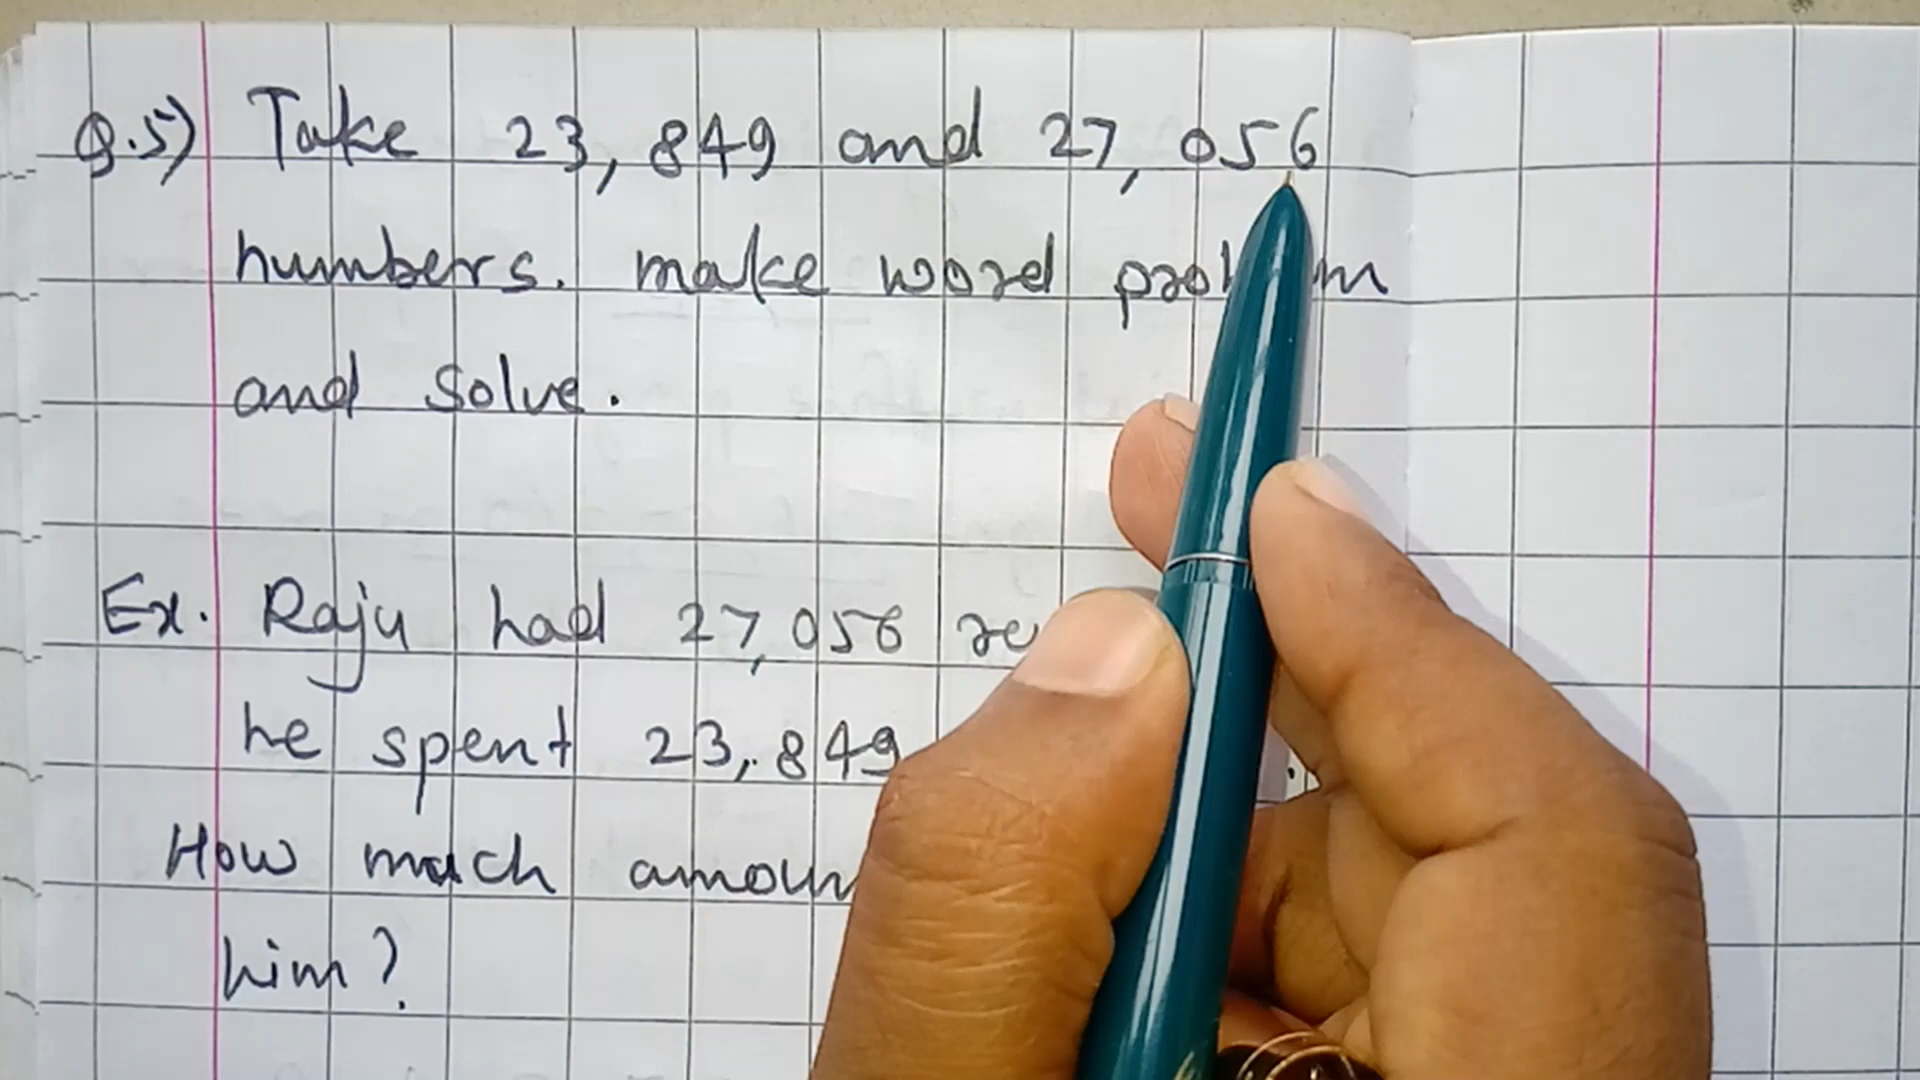 Q.5) Take 23,849 and 27,056
numbers. make word
and solve.
Ex. Raju had 27,056
he spent 23,849
How much
him?